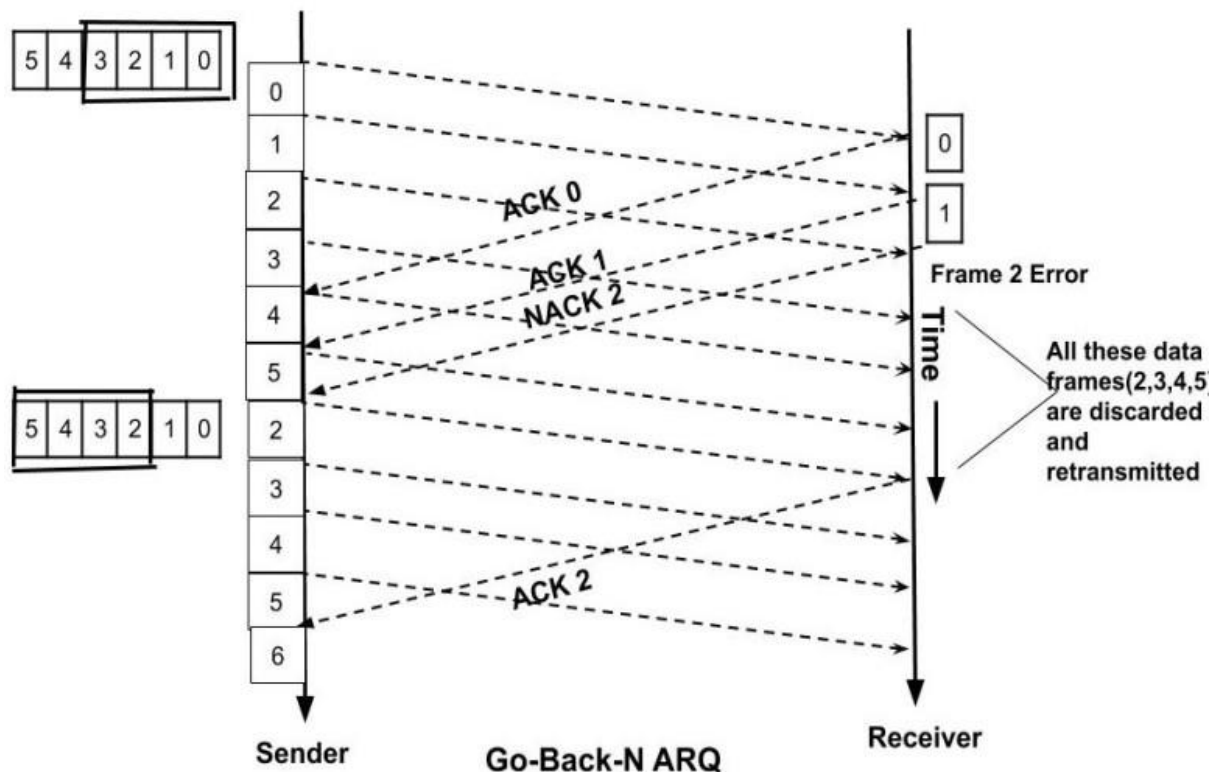 5 4 3 2 1 0
0
1
2
3
4
5
2
3
4
5
6
5 4 3 2 1 0
ACK 0
ACK 1
NACK 2
ACK 2
0
1
Frame 2 Error
Time
All these data
frames(2,3,4,5)
are discarded
and
retransmitted
Sender
Go-Back-N ARQ
Receiver